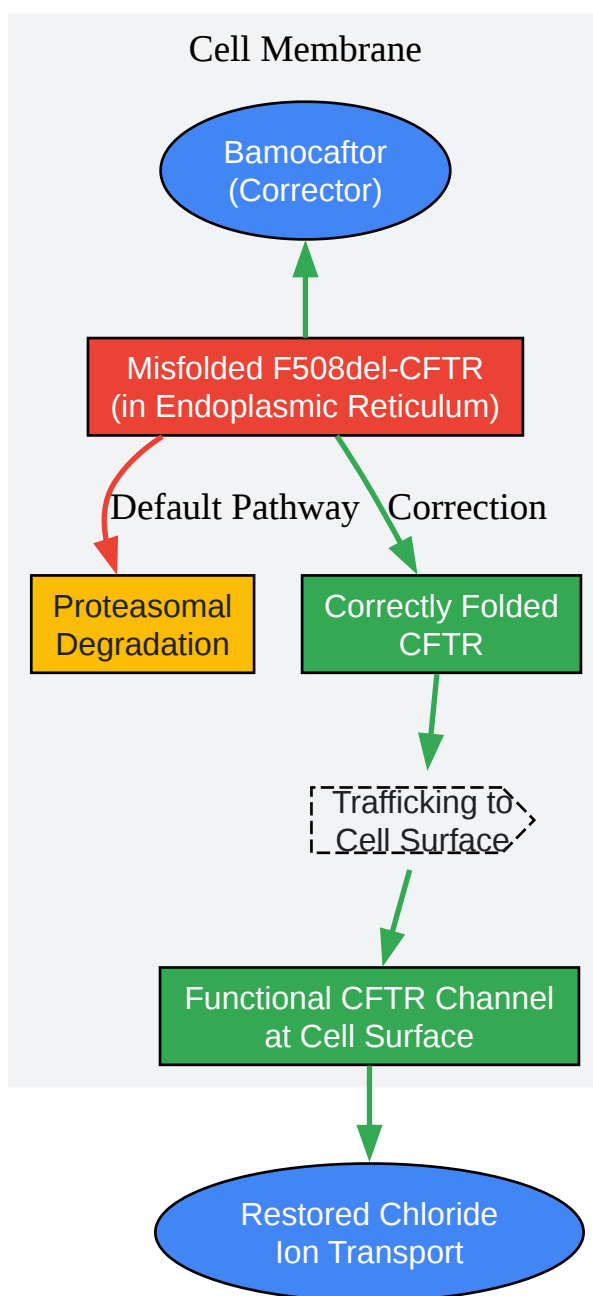 Cell Membrane
Bamocaftor
(Corrector)
Misfolded F508del-CFTR
(in Endoplasmic Reticulum)
Default Pathway
Correction
Proteasomal
Degradation
Correctly Folded
CFTR
Trafficking to
Cell Surface
Functional CFTR Channel
at Cell Surface
Restored Chloride
Ion Transport